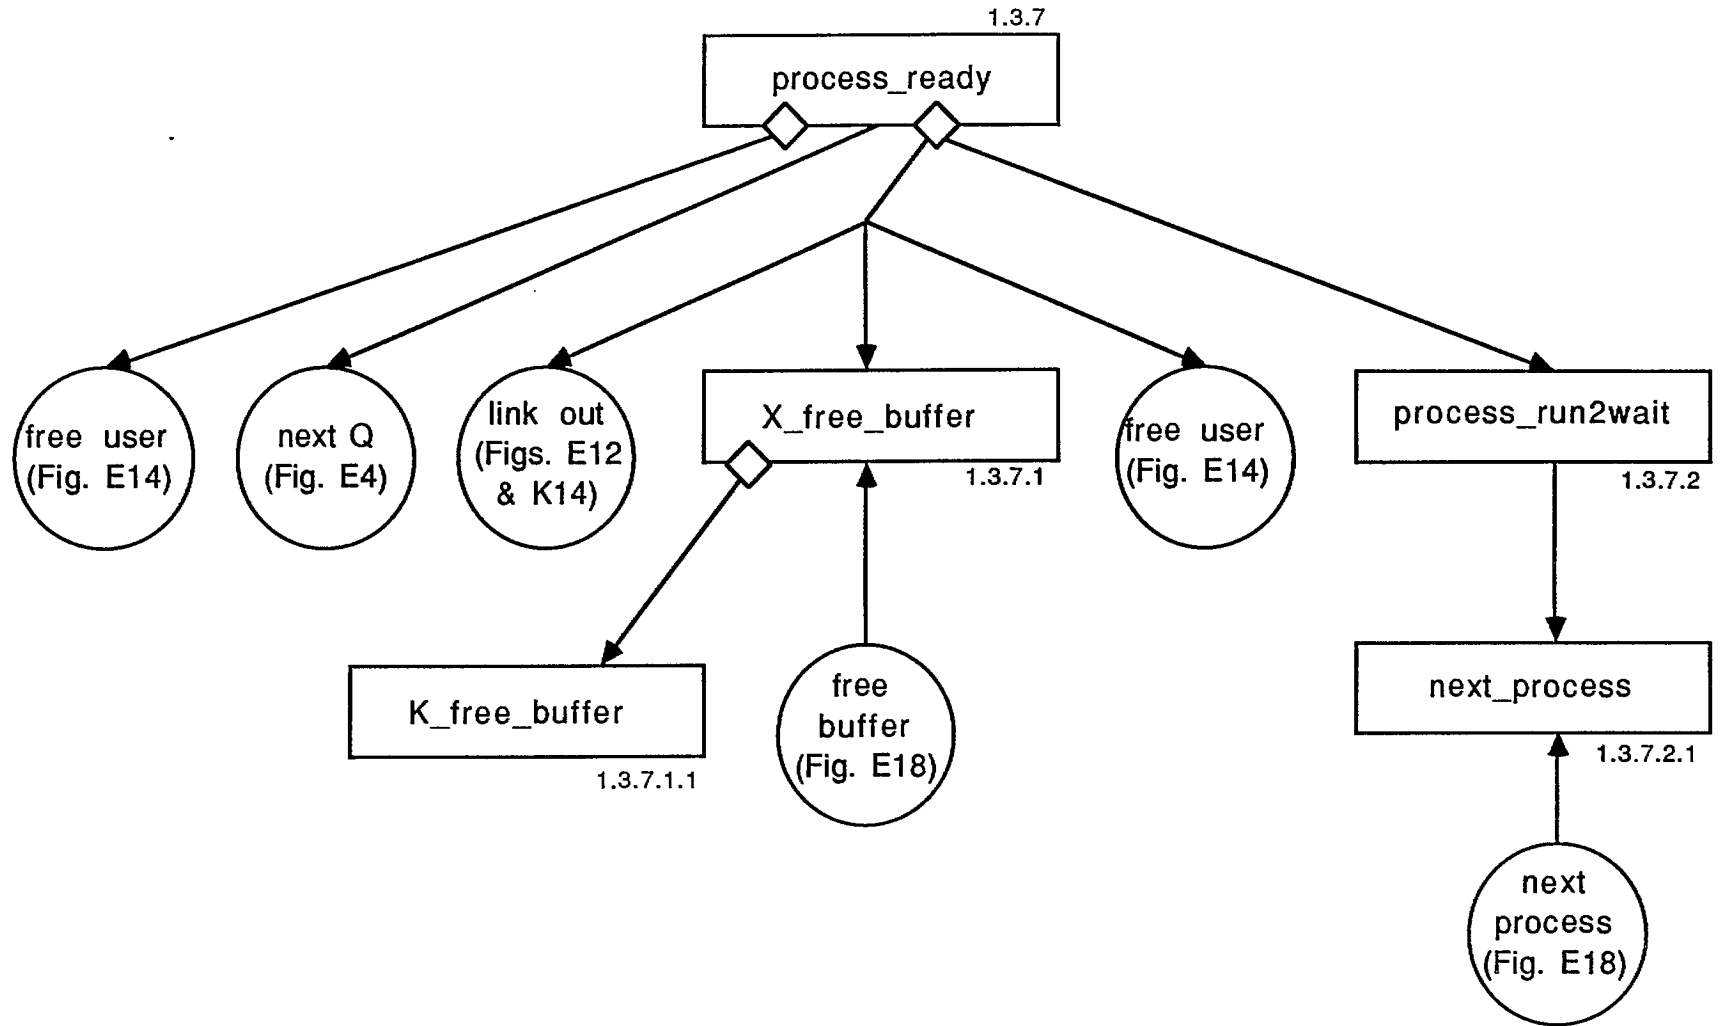 1.3.7
process_ready
free user
(Fig. E14)
next Q
(Fig. E4)
link out
(Figs. E12
& K14)
X_free_buffer
1.3.7.1
free user
(Fig. E14)
process_run2wait
1.3.7.2
K_free_buffer
1.3.7.1.1
free
buffer
(Fig. E18)
next_process
1.3.7.2.1
next
process
(Fig. E18)